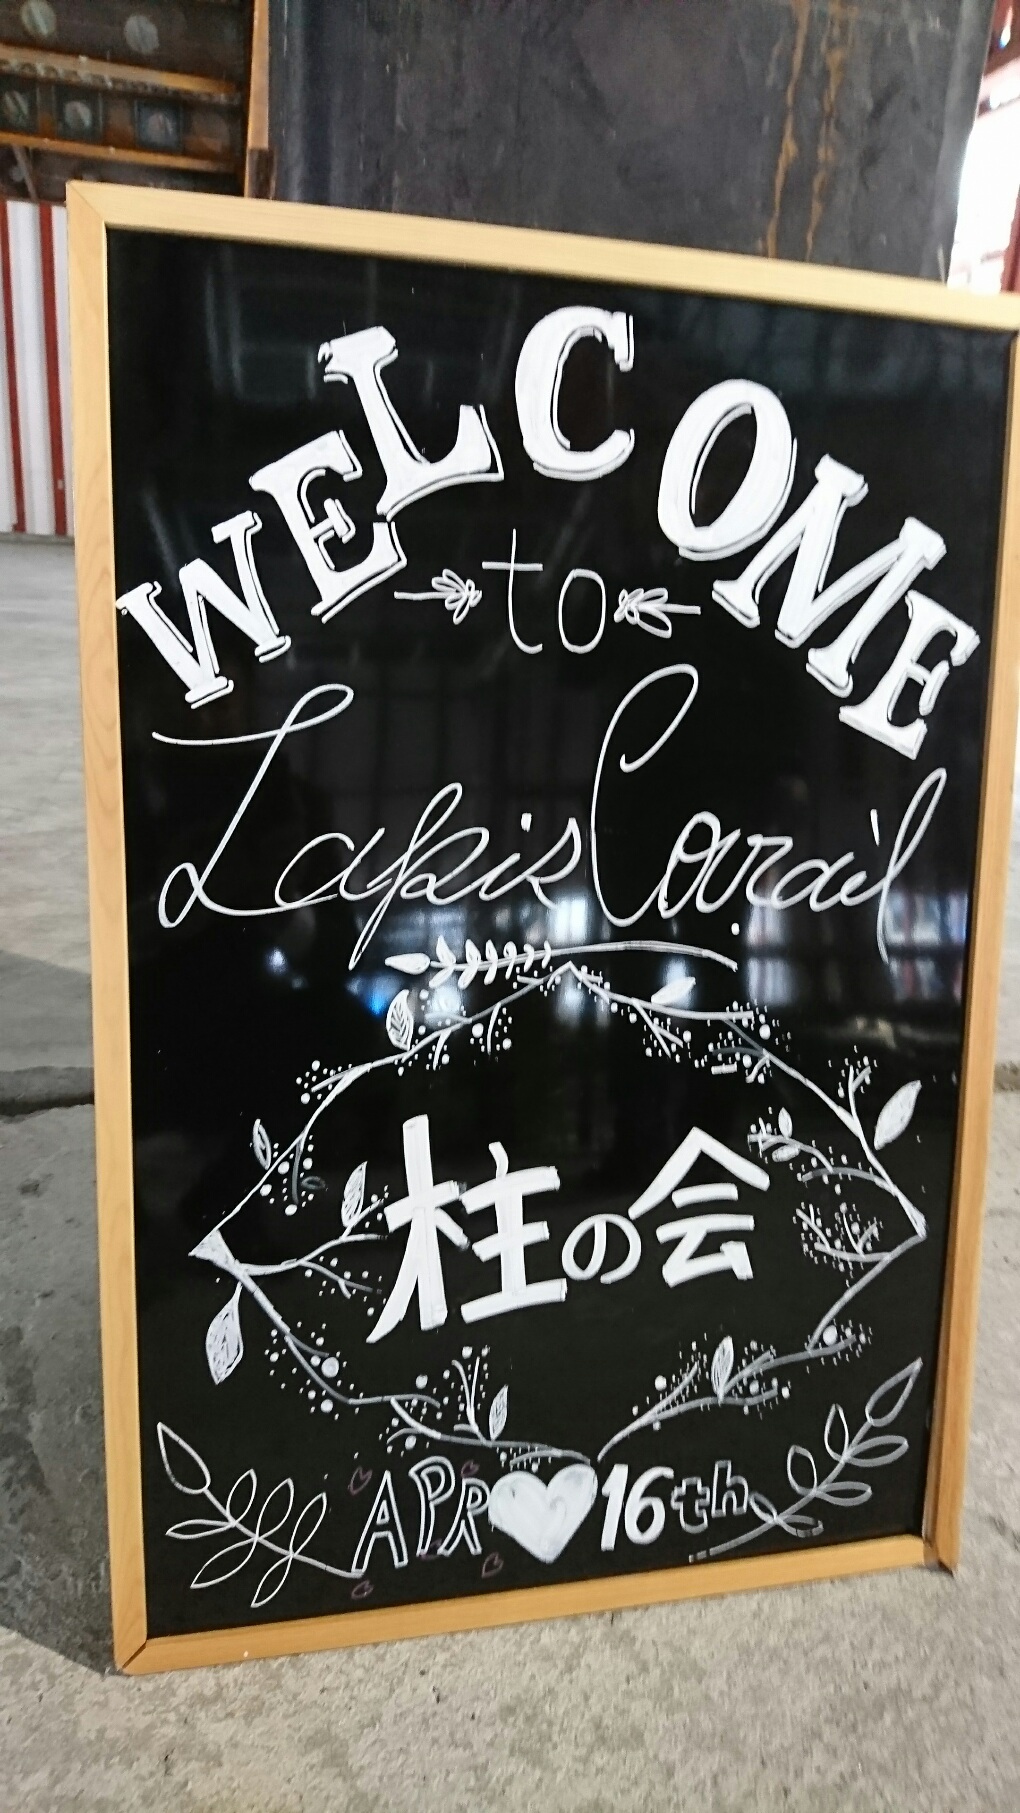 WELCOME
to
Lapis Corail
柱の会
APR 16th